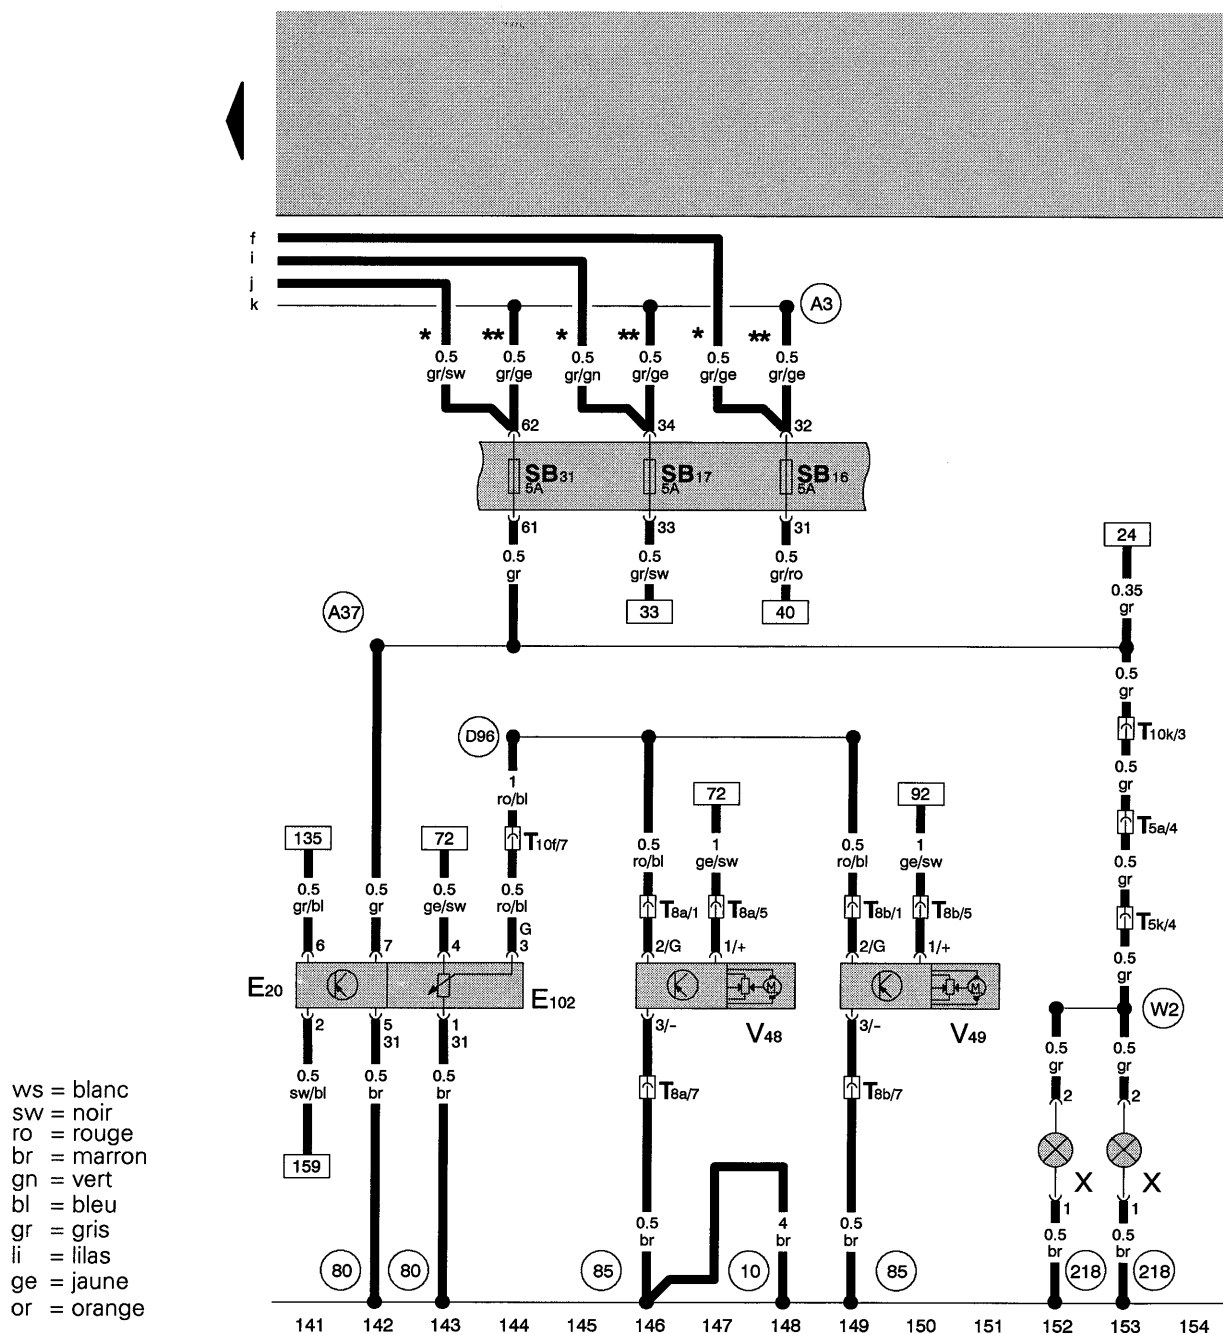 f
i
j
k
A3
* ** * ** * **
0.5 0.5 0.5 0.5 0.5 0.5
gr/sw gr/ge gr/gn gr/ge gr/ge gr/ge
62 34 32
SB31 SB17 SB16
5A 5A 5A
61 33 31
24
0.5 0.5 0.5
gr gr/sw gr/ro
0.35
gr
A37 33 40
0.5
gr
D96
T10k/3
1
ro/bl
0.5
gr
72 92
135 72 T10f/7
T5a/4
0.5 1 0.5 1
ro/bl ge/sw ro/bl ge/sw
0.5
gr
0.5 0.5 0.5 0.5
gr/bl gr ge/sw ro/bl
T8a/1 T8a/5 T8b/1 T8b/5
T5k/4
G
6 7 4 3
2/G 1/+ 2/G 1/+
0.5
gr
E20 E102
M M
W2
2 5 1
31 31
3/- V48 3/- V49
0.5 0.5
gr gr
0.5 0.5 0.5
sw/bl br br
T8a/7 T8b/7
2 2
ws = blanc
sw = noir
ro = rouge
br = marron
gn = vert
bl = bleu
gr = gris
li = lilas
ge = jaune
or = orange
159
X X
1 1
0.5 4 0.5 0.5 0.5
br br br br br
80 80 85 10 85 218 218
141 142 143 144 145 146 147 148 149 150 151 152 153 154